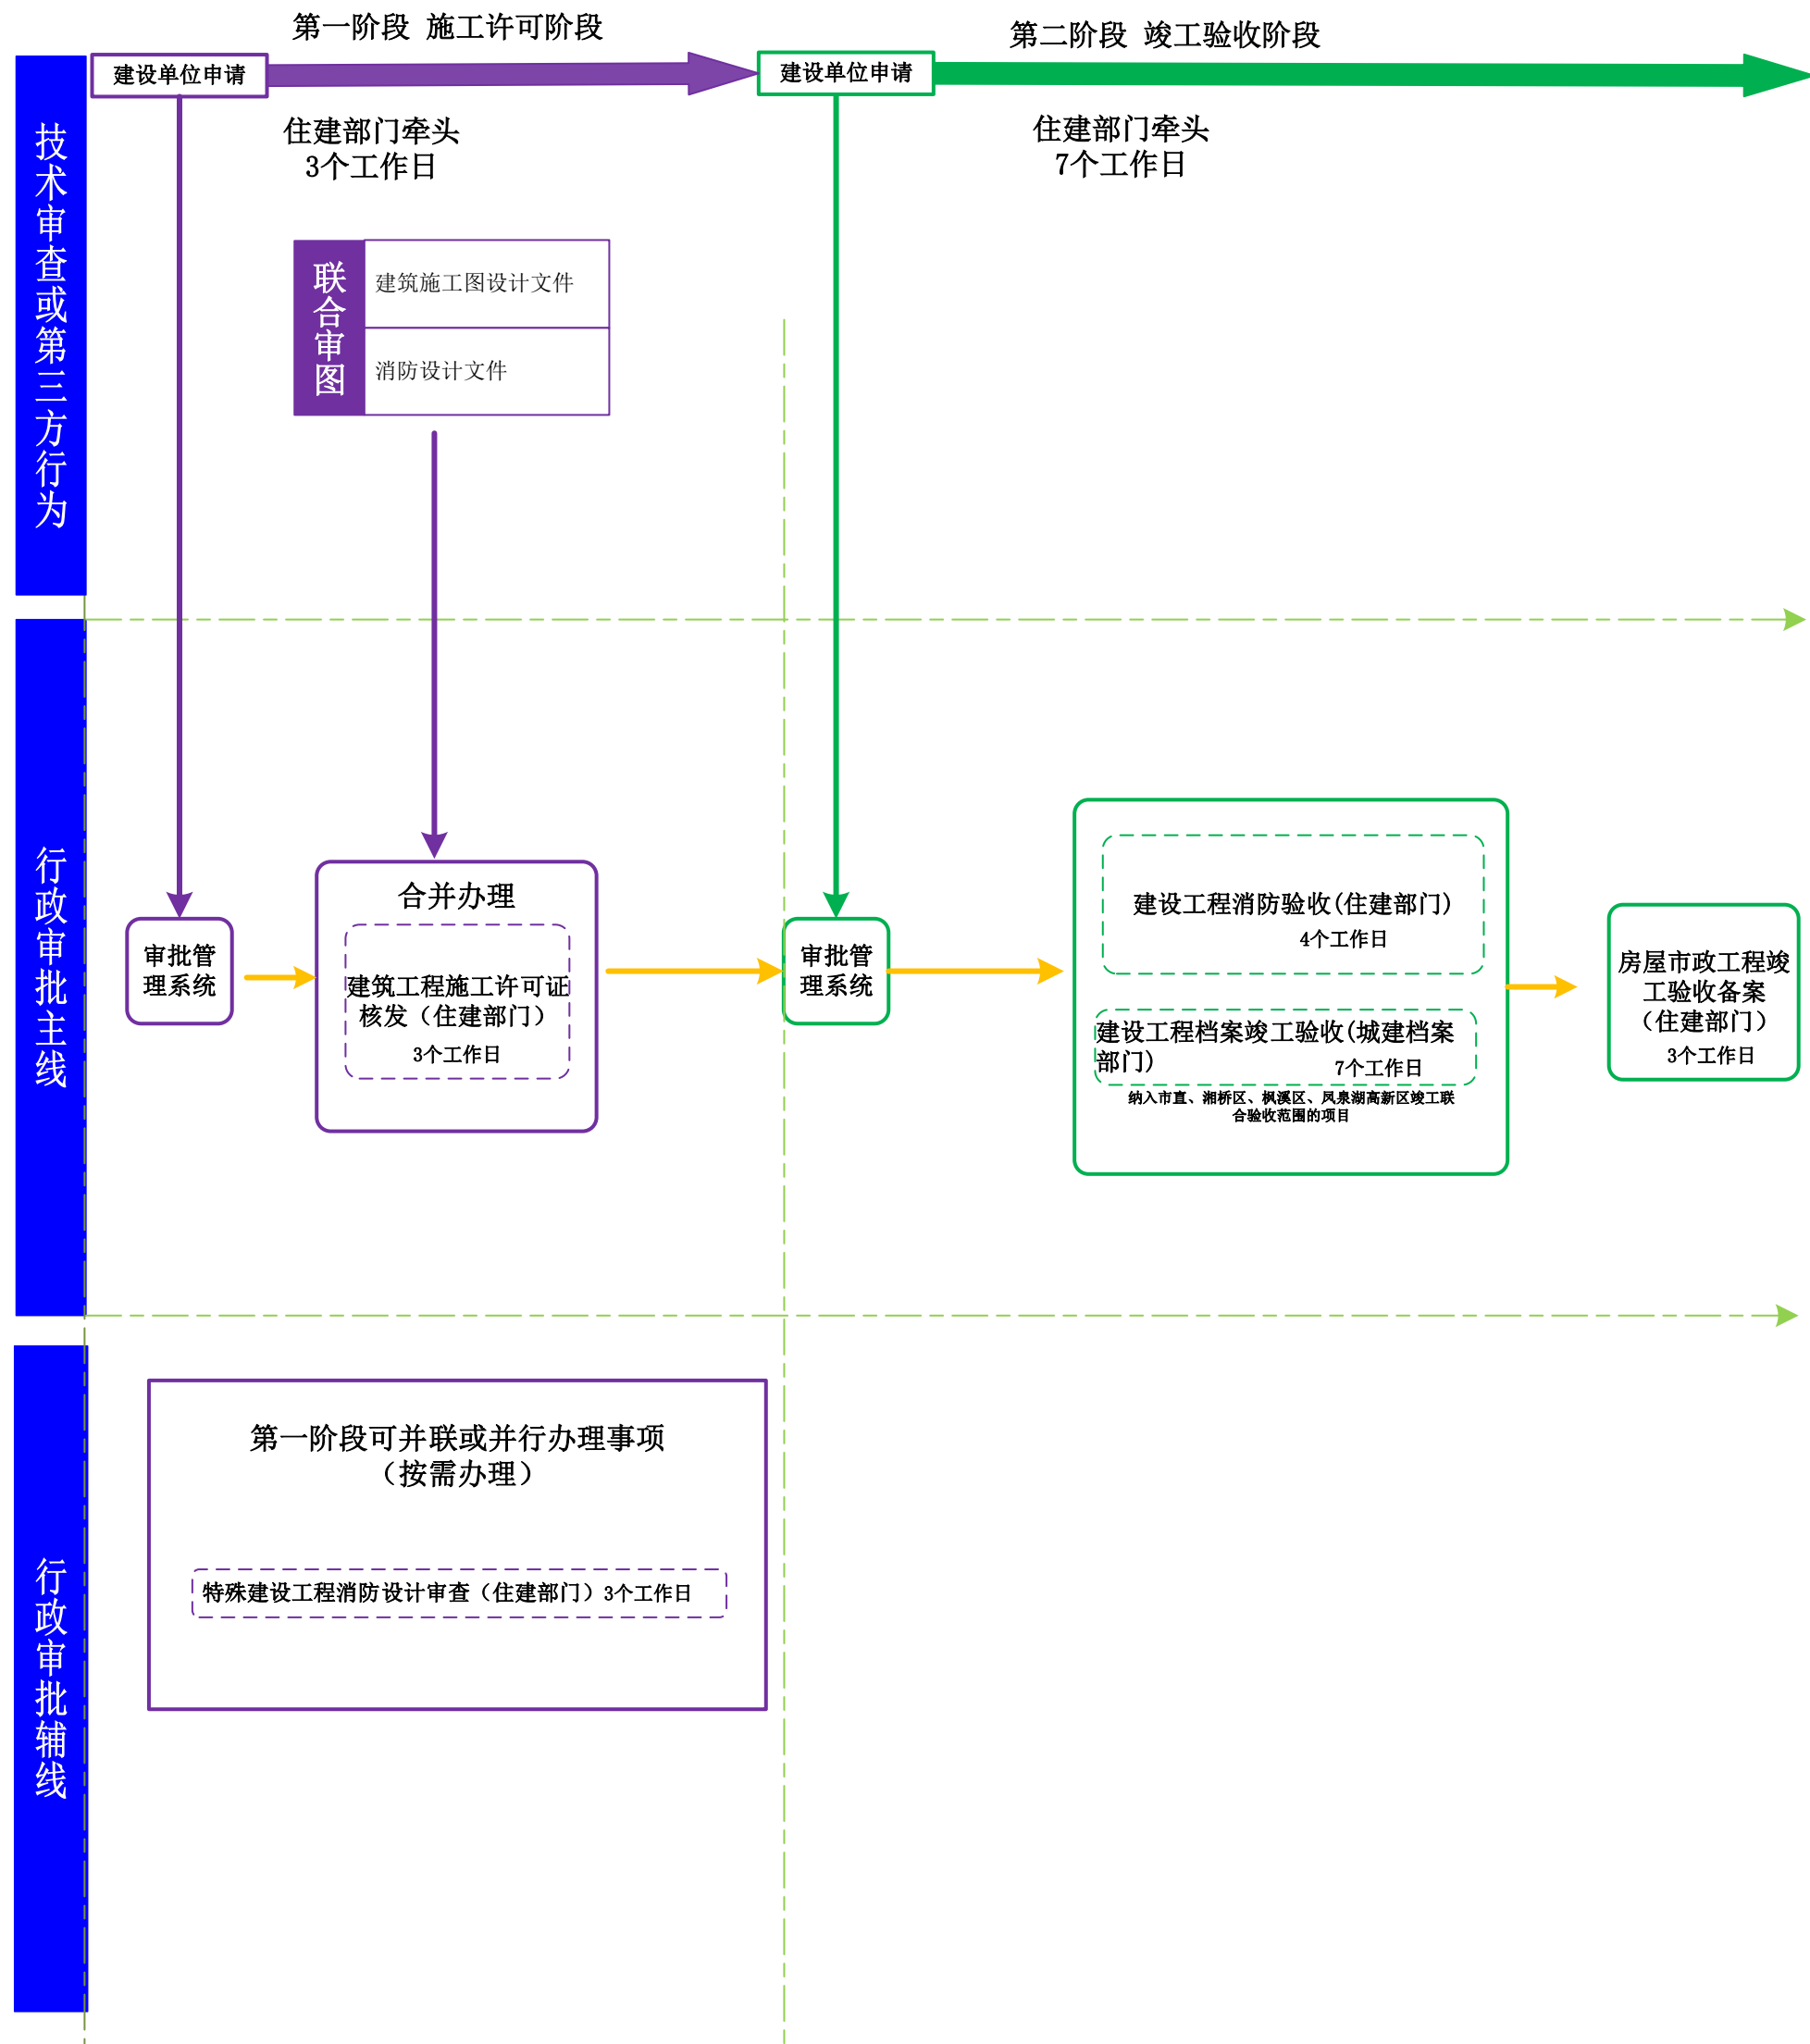 第一阶段 施工许可阶段
第二阶段 竣工验收阶段
建设单位申请
建设单位申请
住建部门牵头
3个工作日
住建部门牵头
7个工作日
技术审查或第三方行为
联合审图
建筑施工图设计文件
消防设计文件
行政审批主线
审批管
理系统
合并办理
建筑工程施工许可证
核发（住建部门）
3个工作日
审批管
理系统
建设工程消防验收(住建部门)
4个工作日
建设工程档案竣工验收(城建档案
部门)
7个工作日
纳入市直、湘桥区、枫溪区、凤泉湖高新区竣工联
合验收范围的项目
房屋市政工程竣
工验收备案
（住建部门）
3个工作日
行政审批辅线
第一阶段可并联或并行办理事项
（按需办理）
特殊建设工程消防设计审查（住建部门）3个工作日